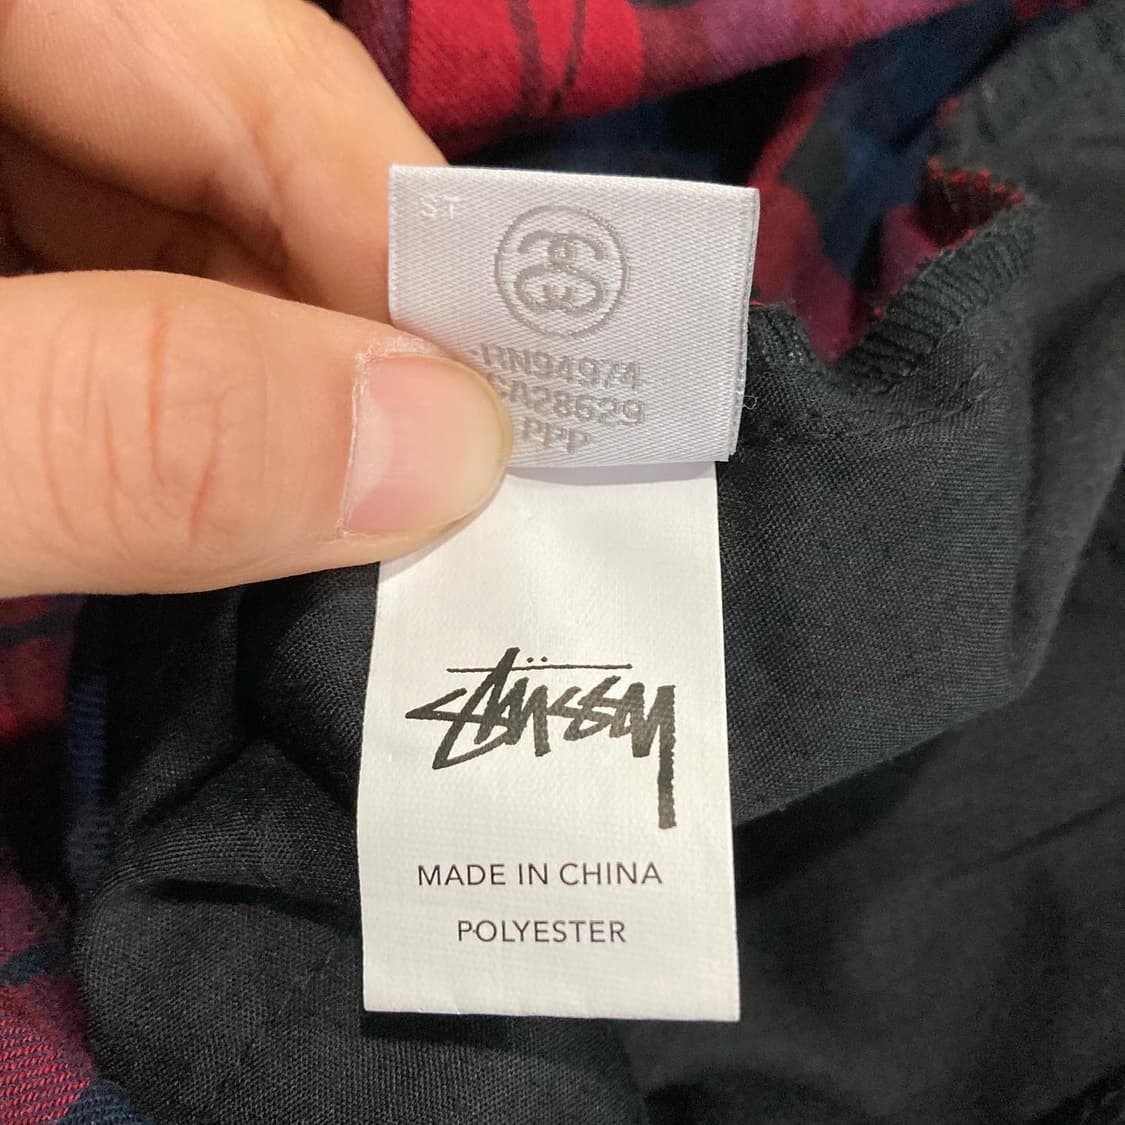 ST
RN94974
CA28629
PPP
Stüssy
MADE IN CHINA
POLYESTER